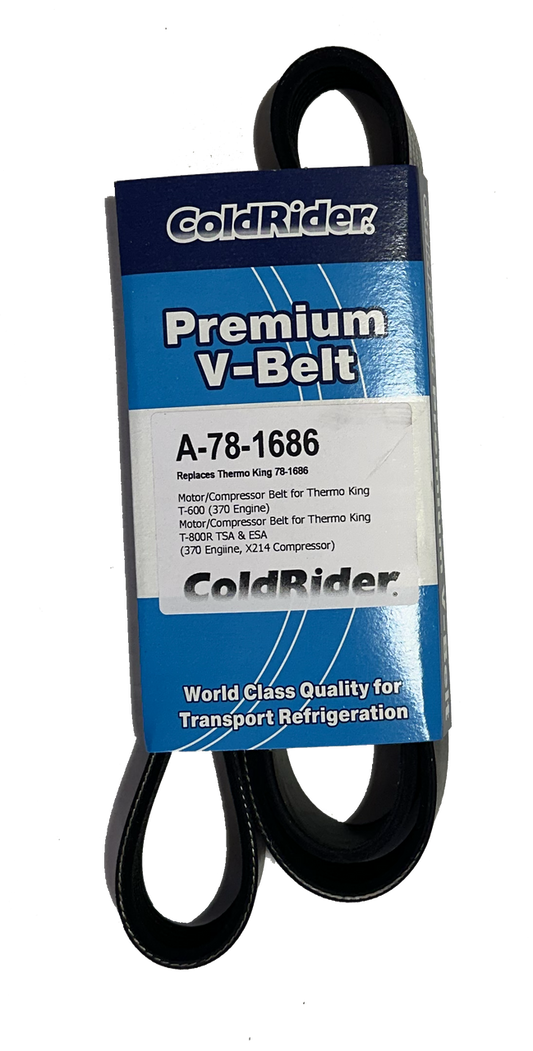 ColdRider®
Premium
V-Belt
A-78-1686
Replaces Thermo King 78-1686
Motor/Compressor Belt for Thermo King
T-600 (370 Engine)
Motor/Compressor Belt for Thermo King
T-800R TSA & ESA
(370 Engiine, X214 Compressor)
ColdRider®
World Class Quality for
Transport Refrigeration